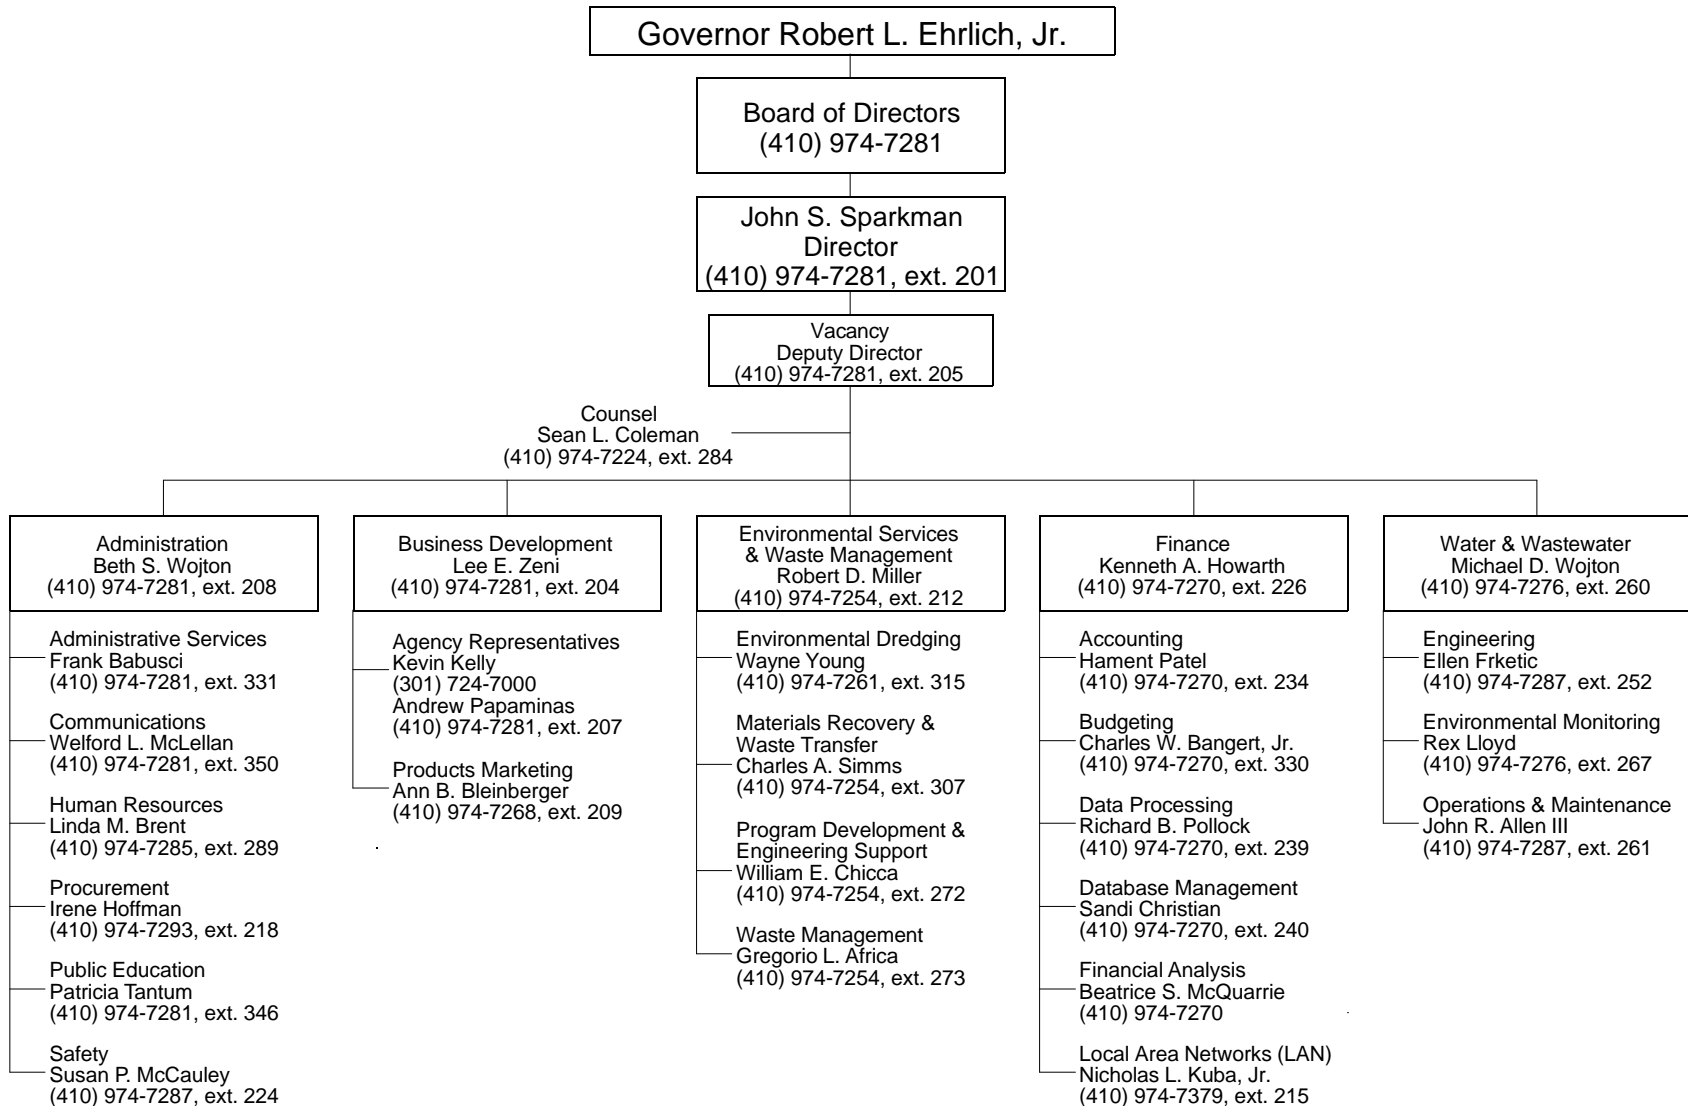 Governor Robert L. Ehrlich, Jr.
Board of Directors
(410) 974-7281
John S. Sparkman
Director
(410) 974-7281, ext. 201
Vacancy
Deputy Director
(410) 974-7281, ext. 205
Counsel
Sean L. Coleman
(410) 974-7224, ext. 284
Administration
Beth S. Wojton
(410) 974-7281, ext. 208
Administrative Services
Frank Babusci
(410) 974-7281, ext. 331
Communications
Welford L. McLellan
(410) 974-7281, ext. 350
Human Resources
Linda M. Brent
(410) 974-7285, ext. 289
Procurement
Irene Hoffman
(410) 974-7293, ext. 218
Public Education
Patricia Tantum
(410) 974-7281, ext. 346
Safety
Susan P. McCauley
(410) 974-7287, ext. 224
Business Development
Lee E. Zeni
(410) 974-7281, ext. 204
Agency Representatives
Kevin Kelly
(301) 724-7000
Andrew Papaminas
(410) 974-7281, ext. 207
Products Marketing
Ann B. Bleinberger
(410) 974-7268, ext. 209
Environmental Services
& Waste Management
Robert D. Miller
(410) 974-7254, ext. 212
Environmental Dredging
Wayne Young
(410) 974-7261, ext. 315
Materials Recovery &
Waste Transfer
Charles A. Simms
(410) 974-7254, ext. 307
Program Development &
Engineering Support
William E. Chicca
(410) 974-7254, ext. 272
Waste Management
Gregorio L. Africa
(410) 974-7254, ext. 273
Finance
Kenneth A. Howarth
(410) 974-7270, ext. 226
Accounting
Hament Patel
(410) 974-7270, ext. 234
Budgeting
Charles W. Bangert, Jr.
(410) 974-7270, ext. 330
Data Processing
Richard B. Pollock
(410) 974-7270, ext. 239
Database Management
Sandi Christian
(410) 974-7270, ext. 240
Financial Analysis
Beatrice S. McQuarrie
(410) 974-7270
Local Area Networks (LAN)
Nicholas L. Kuba, Jr.
(410) 974-7379, ext. 215
Water & Wastewater
Michael D. Wojton
(410) 974-7276, ext. 260
Engineering
Ellen Frketic
(410) 974-7287, ext. 252
Environmental Monitoring
Rex Lloyd
(410) 974-7276, ext. 267
Operations & Maintenance
John R. Allen III
(410) 974-7287, ext. 261